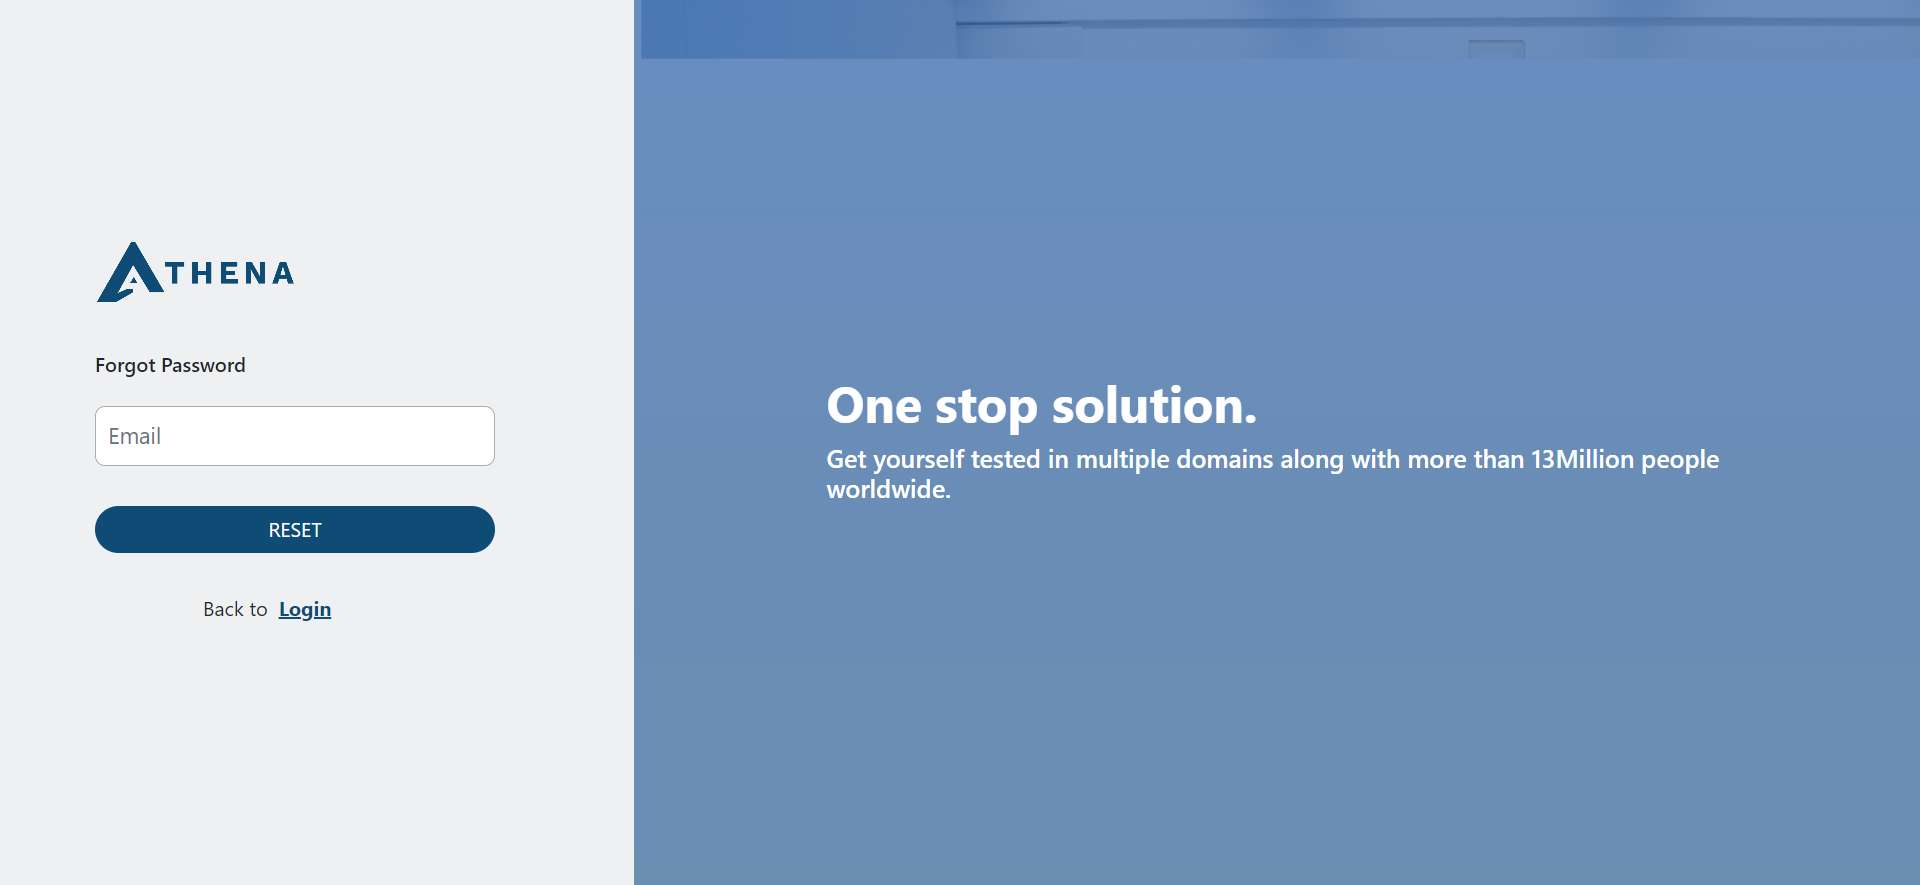 ATHENA
Forgot Password
Email
RESET
Back to Login
One stop solution.
Get yourself tested in multiple domains along with more than 13Million people
worldwide.